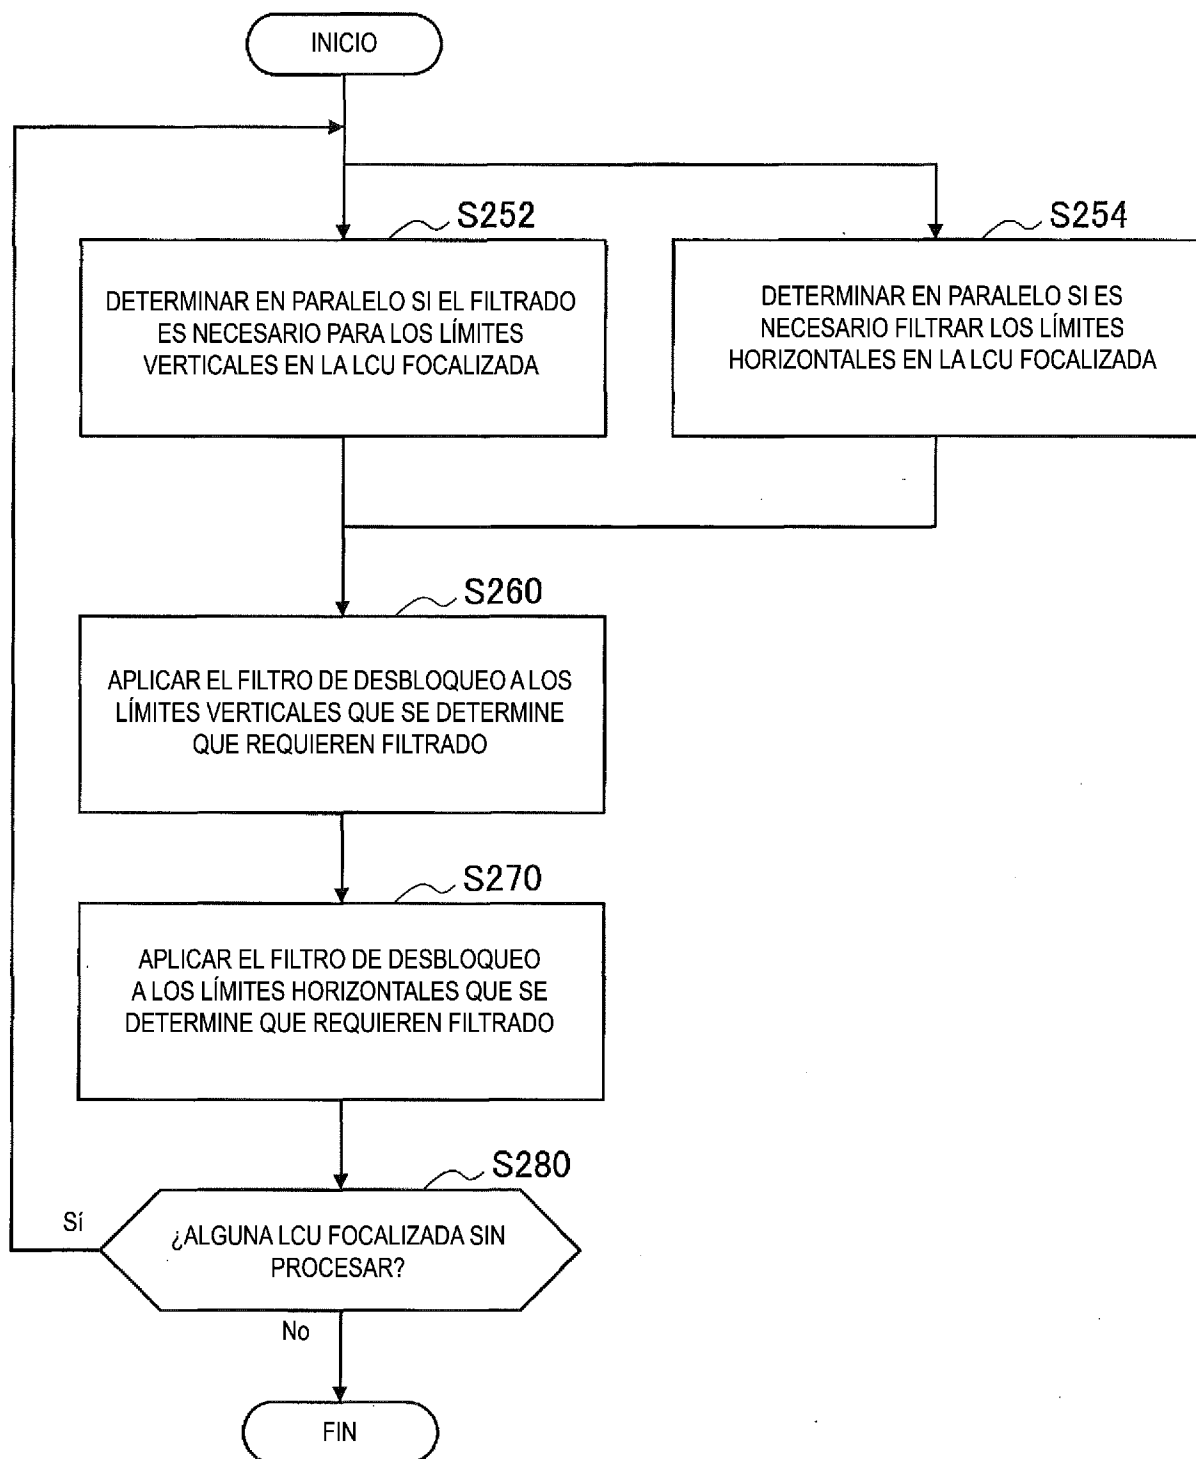 INICIO
S252
DETERMINAR EN PARALELO SI EL FILTRADO
ES NECESARIO PARA LOS LÍMITES
VERTICALES EN LA LCU FOCALIZADA
S254
DETERMINAR EN PARALELO SI ES
NECESARIO FILTRAR LOS LÍMITES
HORIZONTALES EN LA LCU FOCALIZADA
S260
APLICAR EL FILTRO DE DESBLOQUEO A LOS
LÍMITES VERTICALES QUE SE DETERMINE
QUE REQUIEREN FILTRADO
S270
APLICAR EL FILTRO DE DESBLOQUEO
A LOS LÍMITES HORIZONTALES QUE SE
DETERMINE QUE REQUIEREN FILTRADO
S280
Sí
¿ALGUNA LCU FOCALIZADA SIN
PROCESAR?
No
FIN